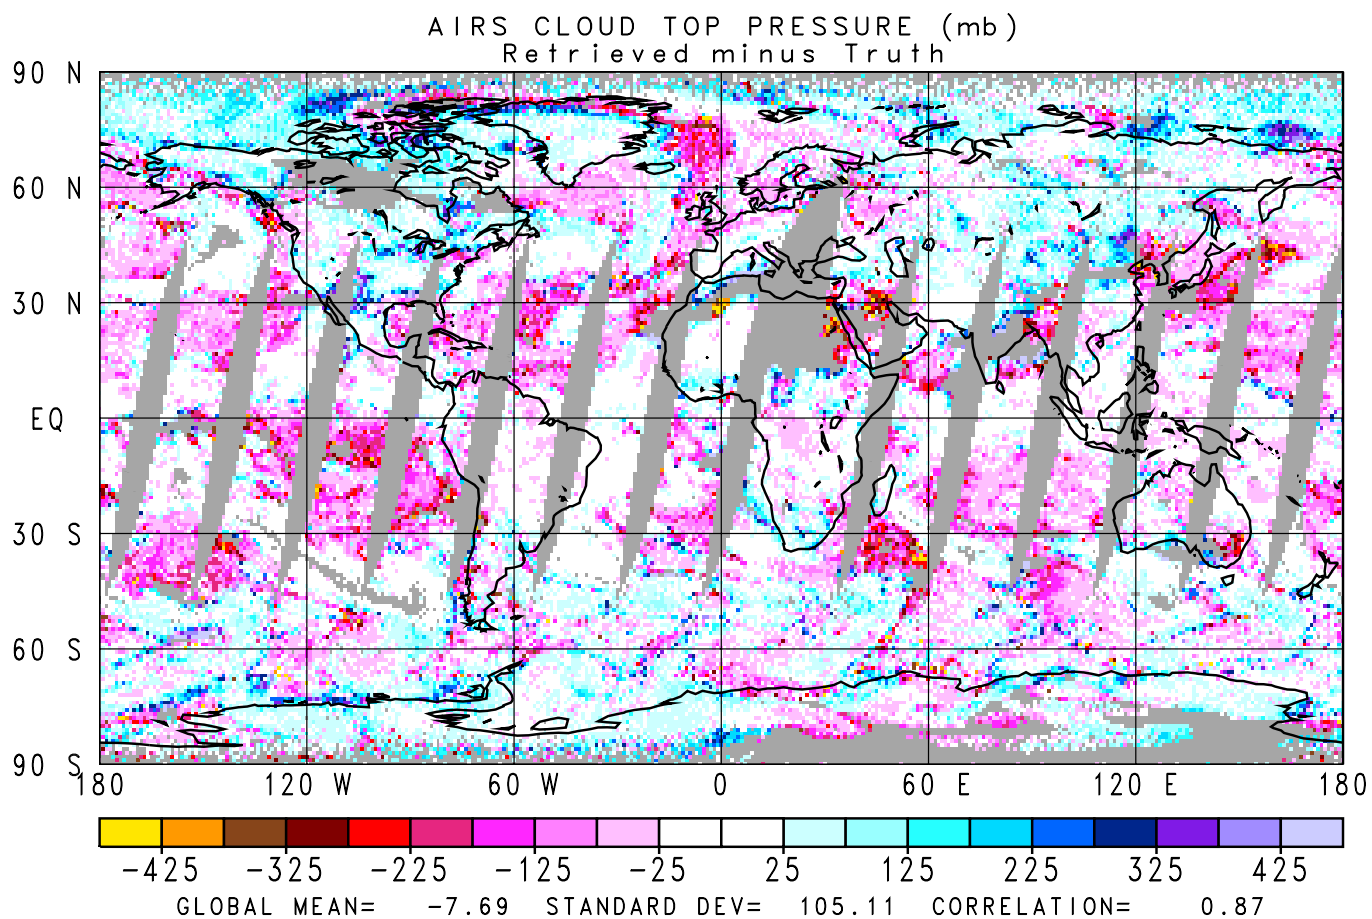 AIRS CLOUD TOP PRESSURE (mb)
Retrieved minus Truth
90 N
60 N
30 N
EQ
30 S
60 S
90 S
180 120 W 60 W 0 60 E 120 E 180
-425 -325 -225 -125 -25 25 125 225 325 425
GLOBAL MEAN= -7.69 STANDARD DEV= 105.11 CORRELATION= 0.87